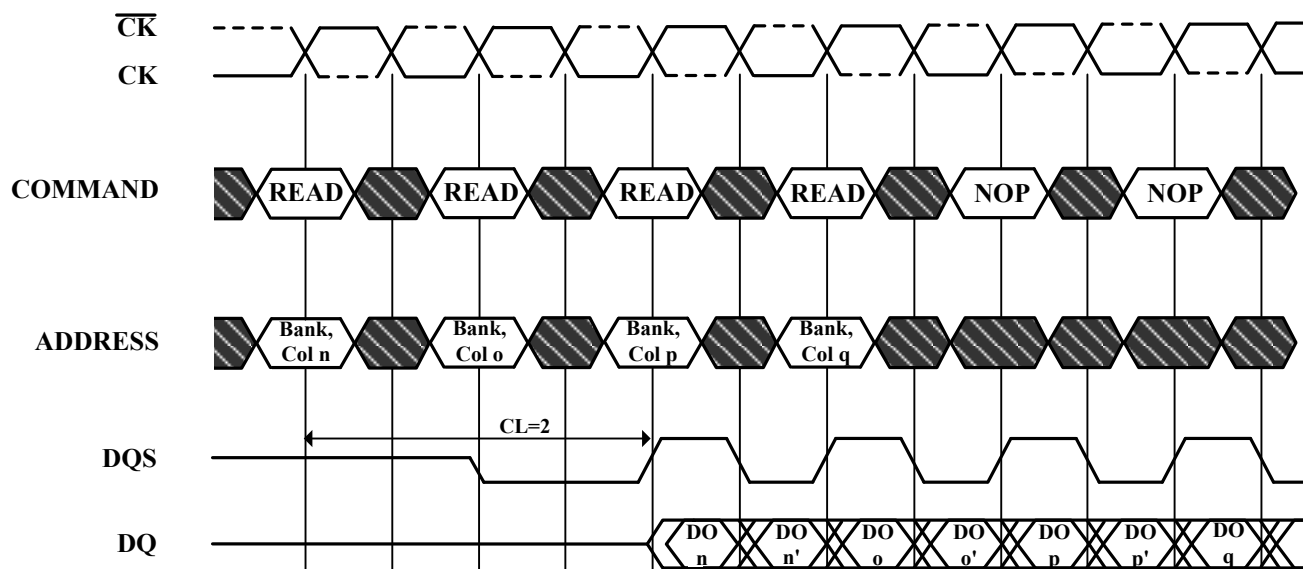 CK
CK
COMMAND READ READ READ READ NOP NOP
ADDRESS Bank, Col n Bank, Col o Bank, Col p Bank, Col q
CL=2
DQS
DQ DO n DO n' DO o DO o' DO p DO p' DO q